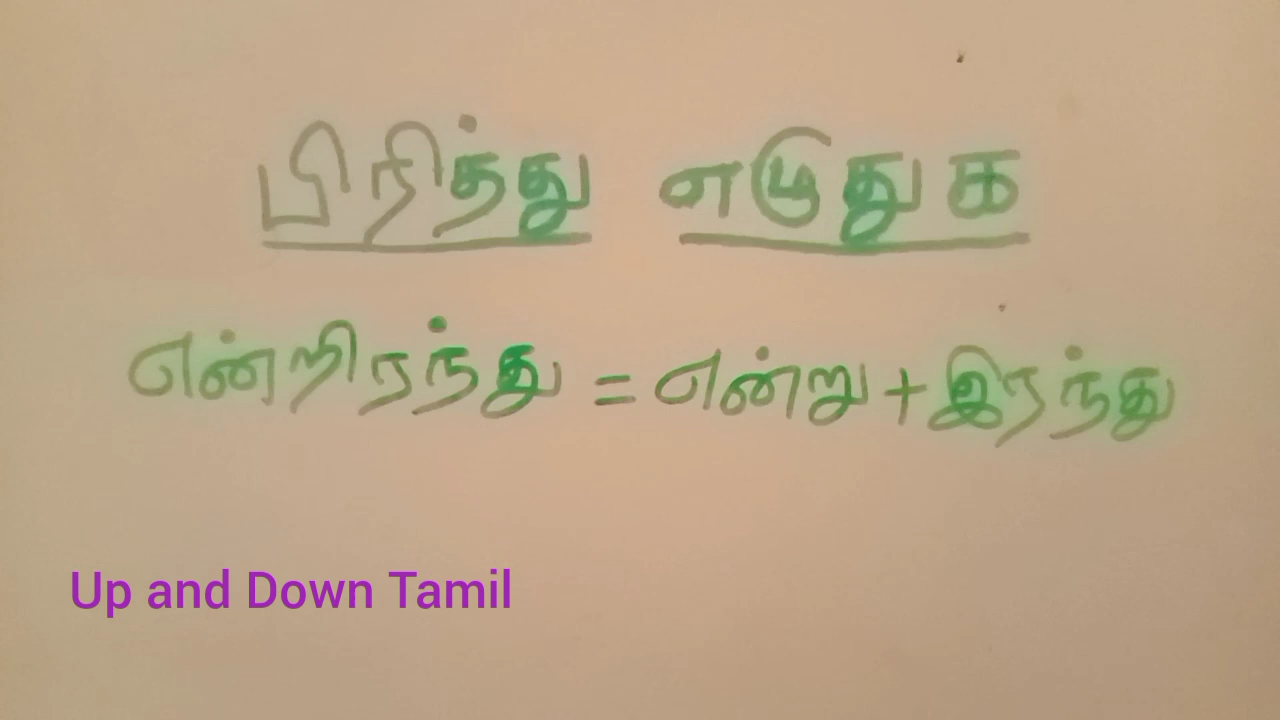 பிரித்து எழுதுக
என்றிரந்து = என்று + இரந்து
Up and Down Tamil